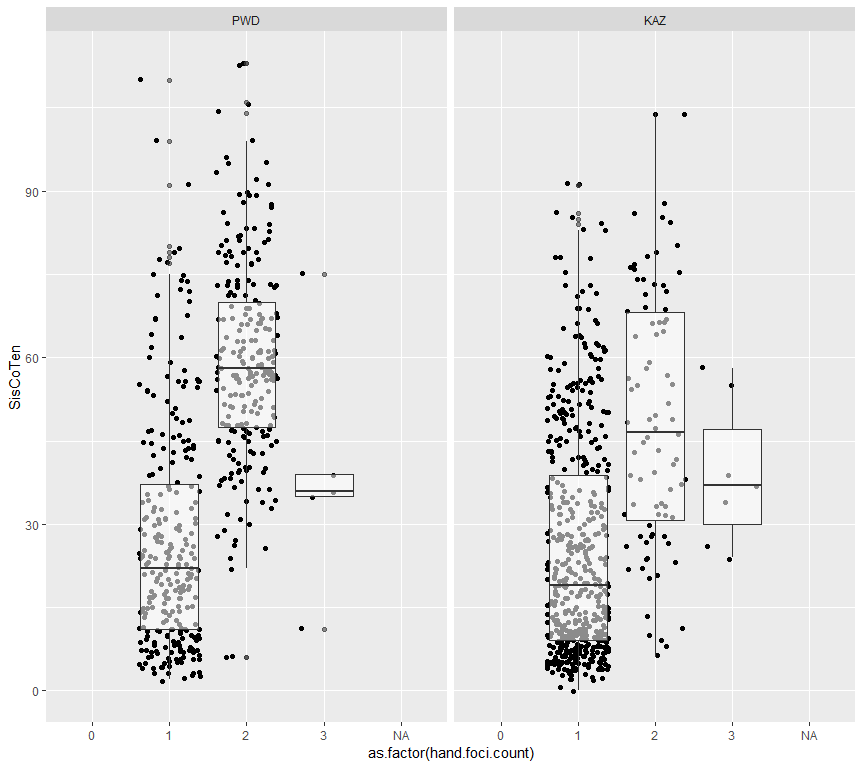 PWD KAZ
90
60
30
0
SisCoTen
0 1 2 3 NA 0 1 2 3 NA
as.factor(hand.foci.count)